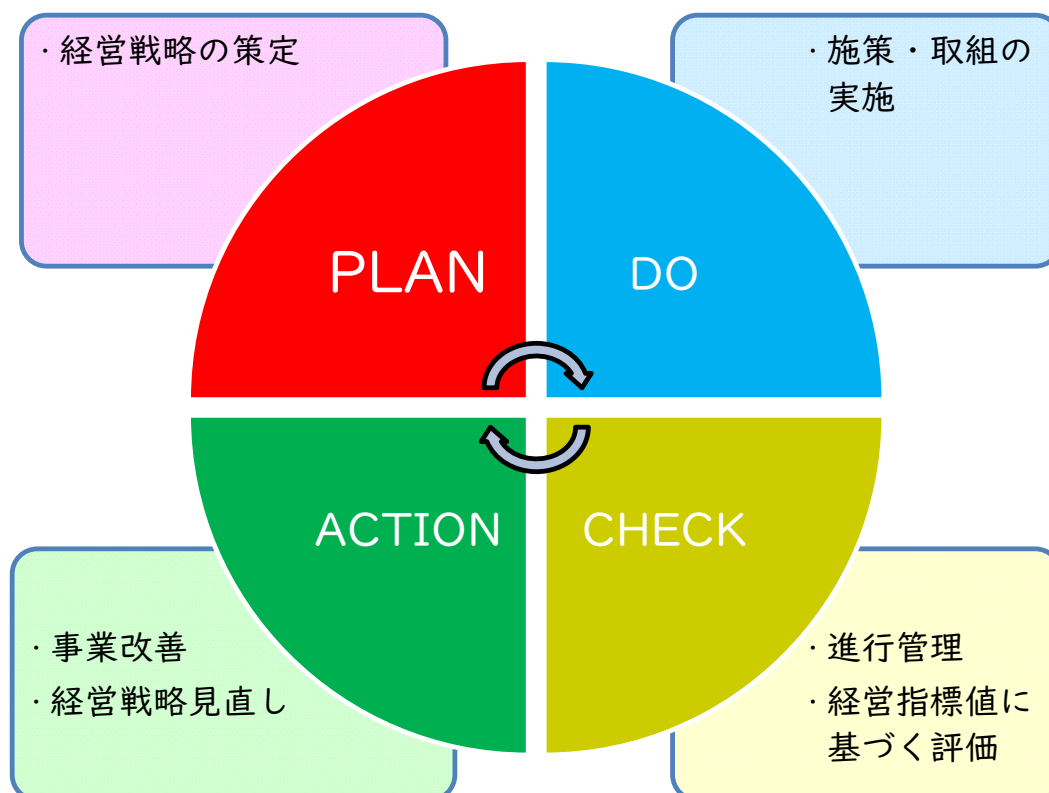 ・経営戦略の策定
・施策・取組の
実施
PLAN
DO
ACTION
CHECK
・事業改善
・経営戦略見直し
・進行管理
・経営指標値に
基づく評価